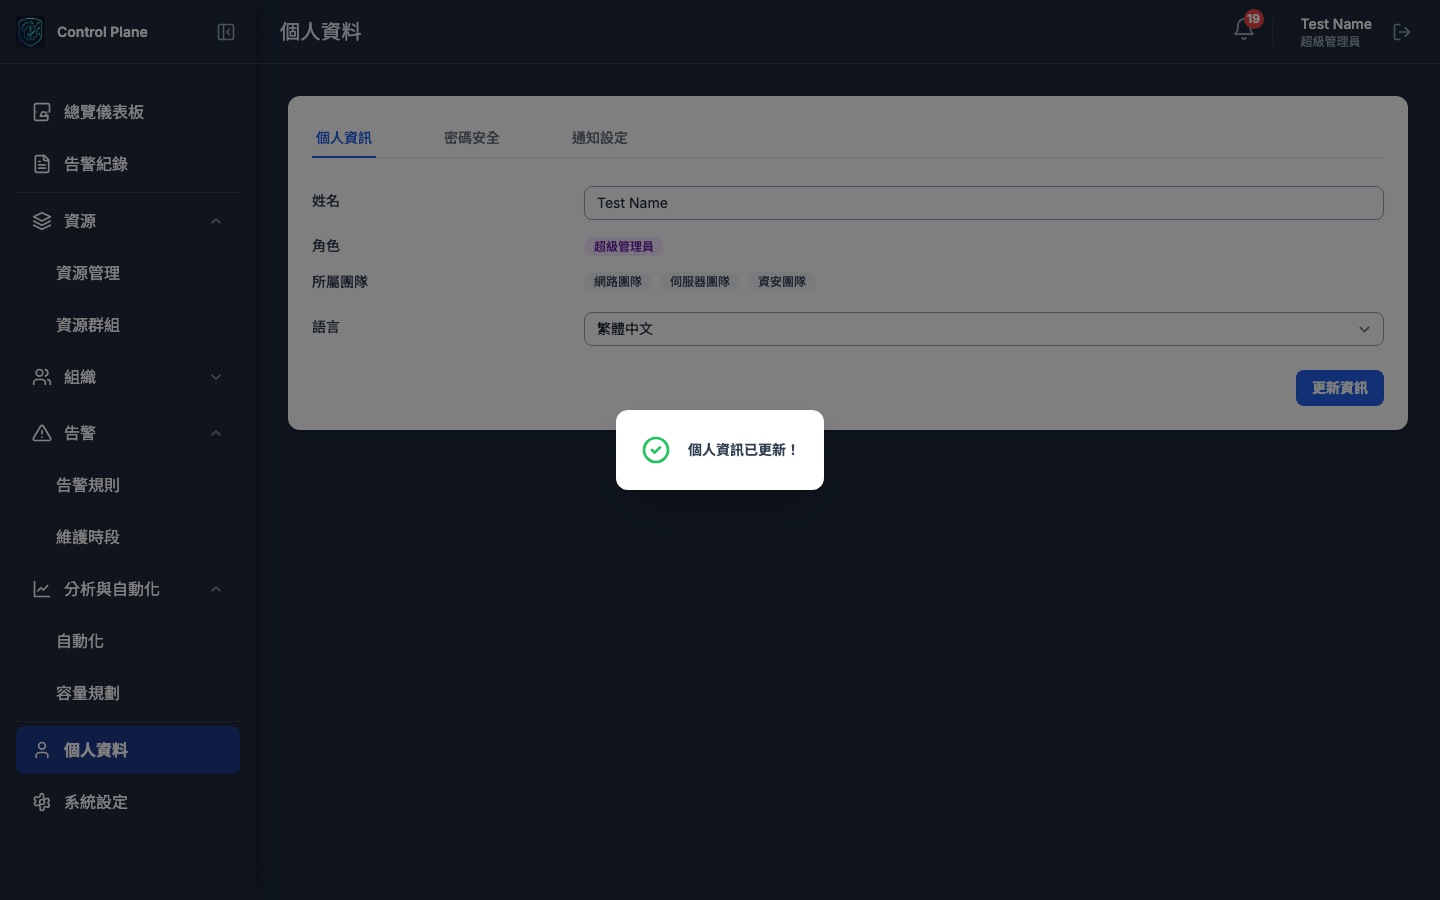 Control Plane
個人資料
19
Test Name
超級管理員
總覽儀表板
告警紀錄
資源
資源管理
資源群組
組織
告警
告警規則
維護時段
分析與自動化
自動化
容量規劃
個人資料
系統設定
個人資訊 密碼安全 通知設定
姓名 Test Name
角色 超級管理員
所屬團隊 網路團隊 伺服器團隊 資安團隊
語言 繁體中文
更新資訊
個人資訊已更新！